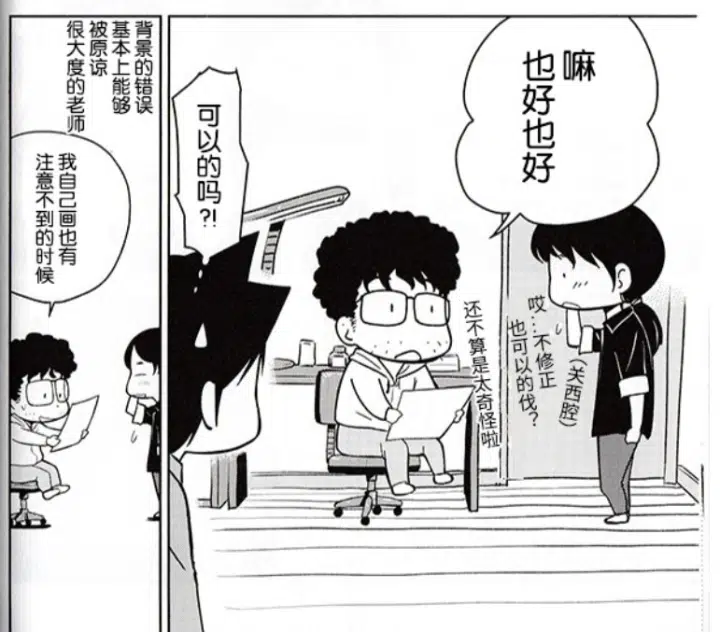 嘛
也好也好
哎…不修正
也可以的伐?
(关西腔)
还不算是太奇怪啦
可以的吗?!
背景的错误
基本上能够
被原谅
很大度的老师
我自己画也有
注意不到的时候